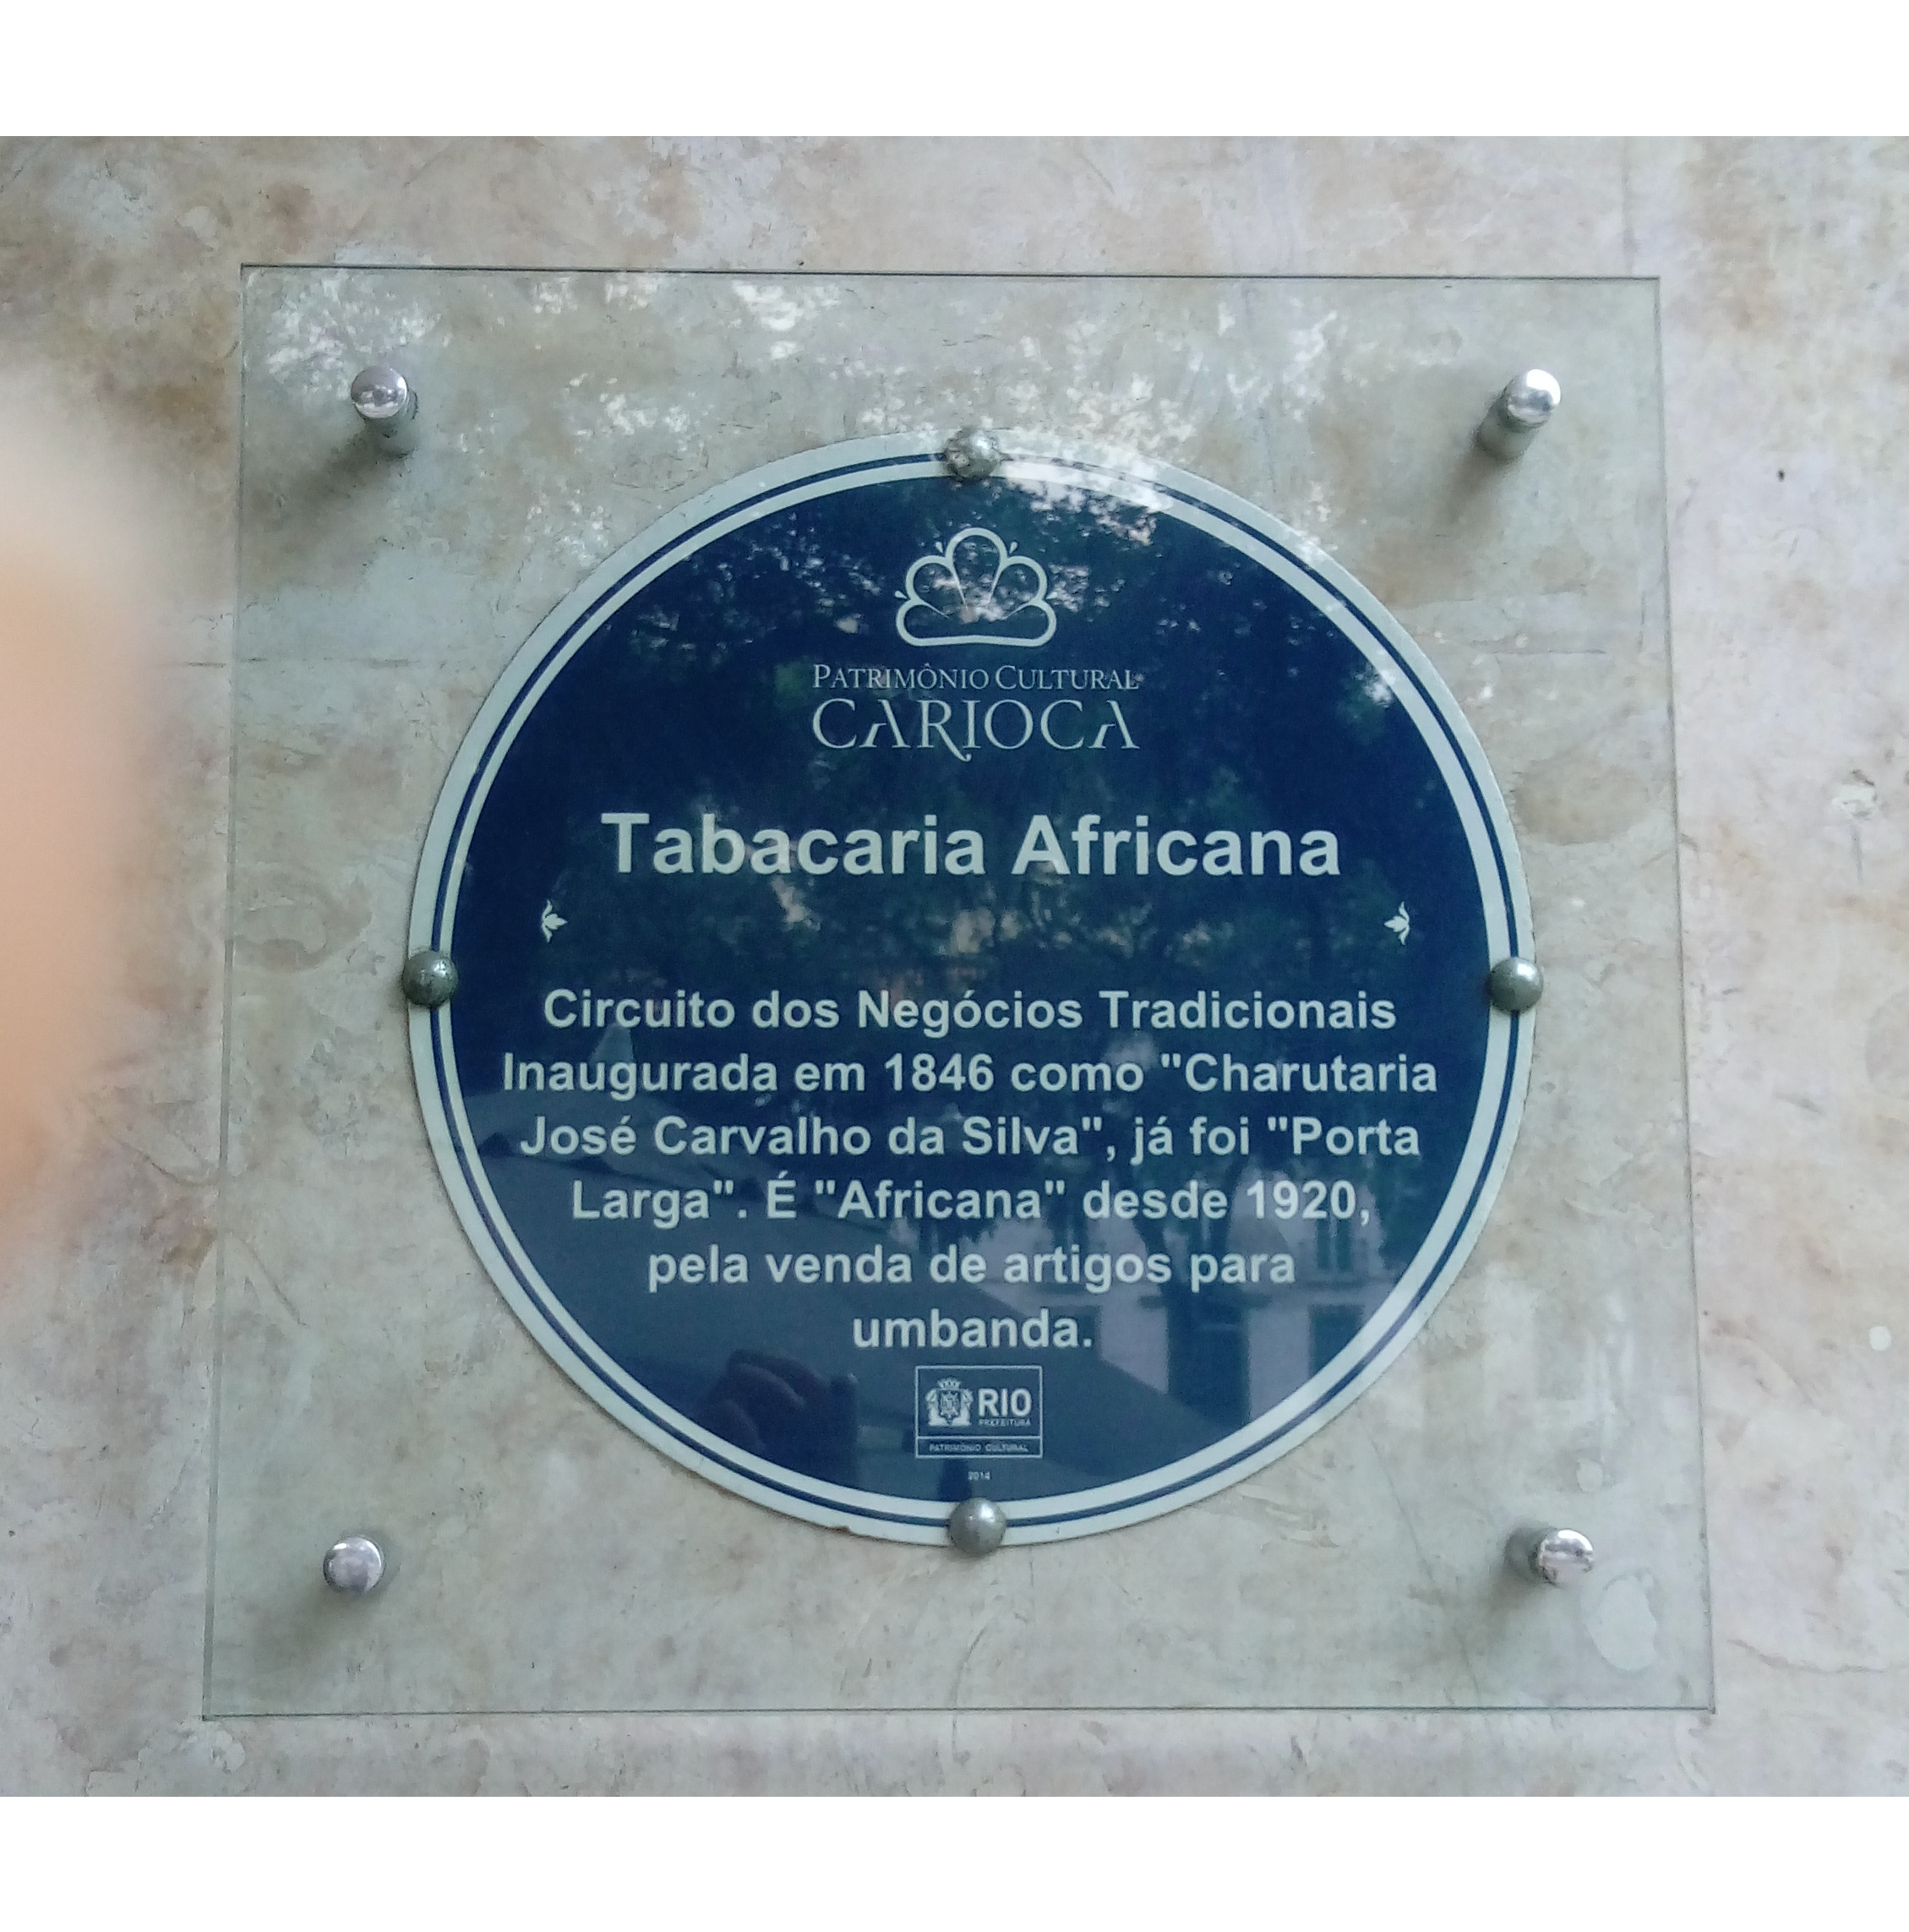 PATRIMÔNIO CULTURAL
CARIOCA
Tabacaria Africana
Circuito dos Negócios Tradicionais
Inaugurada em 1846 como "Charutaria
José Carvalho da Silva", já foi "Porta
Larga". É "Africana" desde 1920,
pela venda de artigos para
umbanda.
RIO
PREFEITURA
PATRIMÔNIO CULTURAL
2014